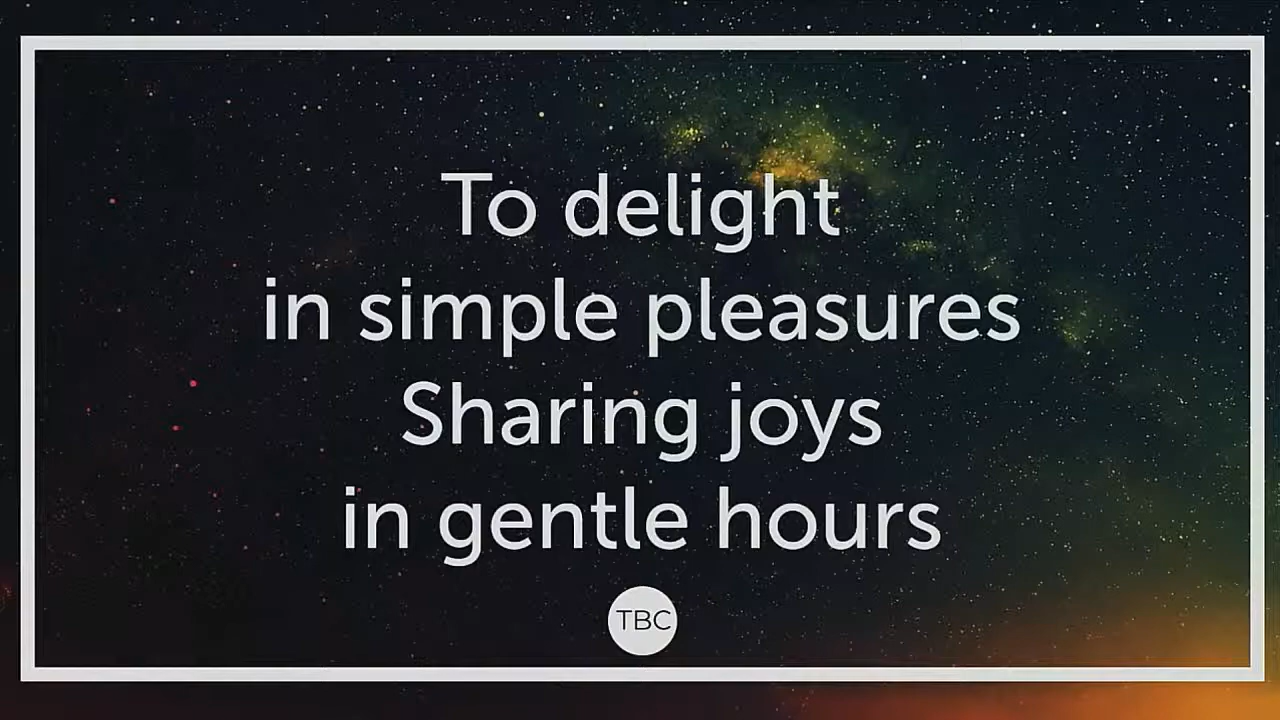 To delight
in simple pleasures
Sharing joys
in gentle hours
TBC